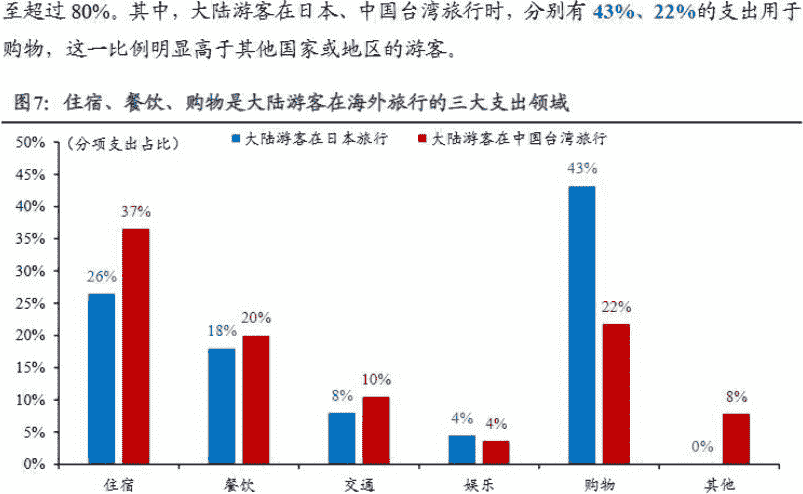 至超过 80%。其中，大陆游客在日本、中国台湾旅行时，分别有 43%、22%的支出用于
购物，这一比例明显高于其他国家或地区的游客。
图7：住宿、餐饮、购物是大陆游客在海外旅行的三大支出领域
50%
（分项支出占比）
大陆游客在日本旅行
大陆游客在中国台湾旅行
45%
40%
35%
30%
25%
20%
15%
10%
5%
0%
26%
37%
18%
20%
8%
10%
4%
4%
43%
22%
0%
8%
住宿
餐饮
交通
娱乐
购物
其他